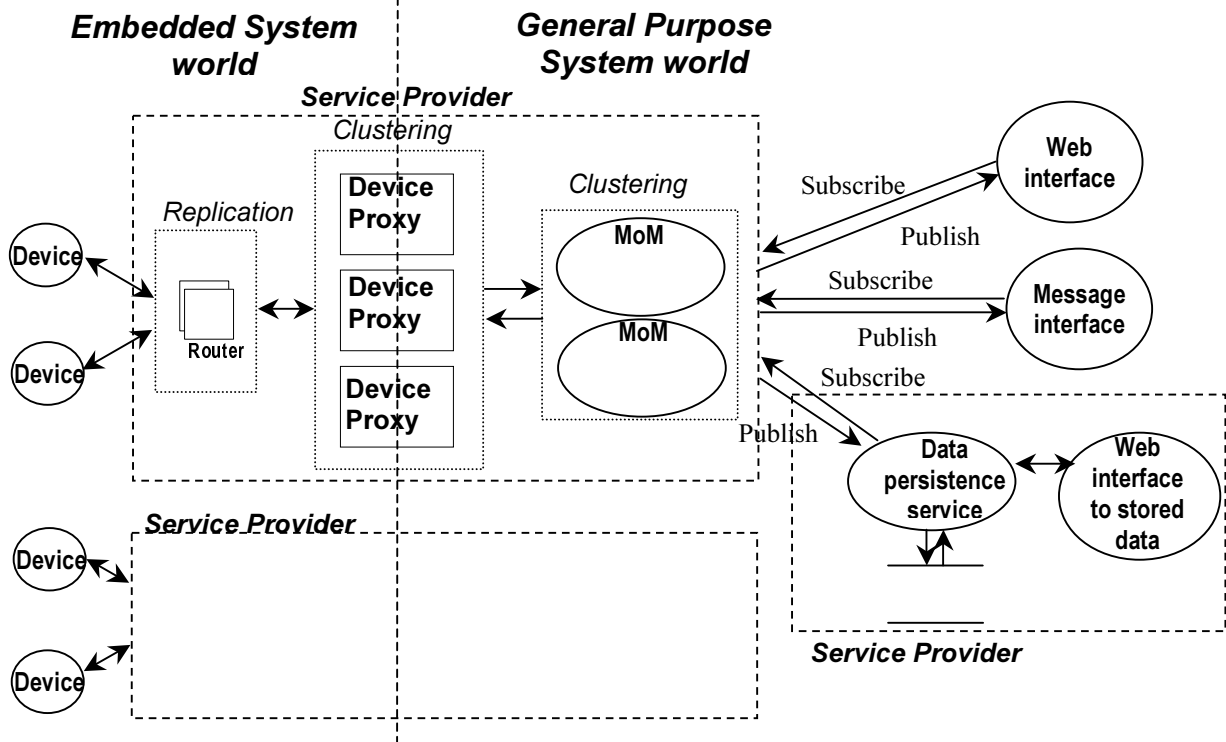 Embedded System
world
General Purpose
System world
Service Provider
Clustering
Device
Proxy
Device
Proxy
Device
Proxy
Replication
Router
Clustering
MoM
MoM
Device
Device
Subscribe
Publish
Web
interface
Subscribe
Publish
Message
interface
Subscribe
Publish
Data
persistence
service
Web
interface
to stored
data
Service Provider
Service Provider
Device
Device